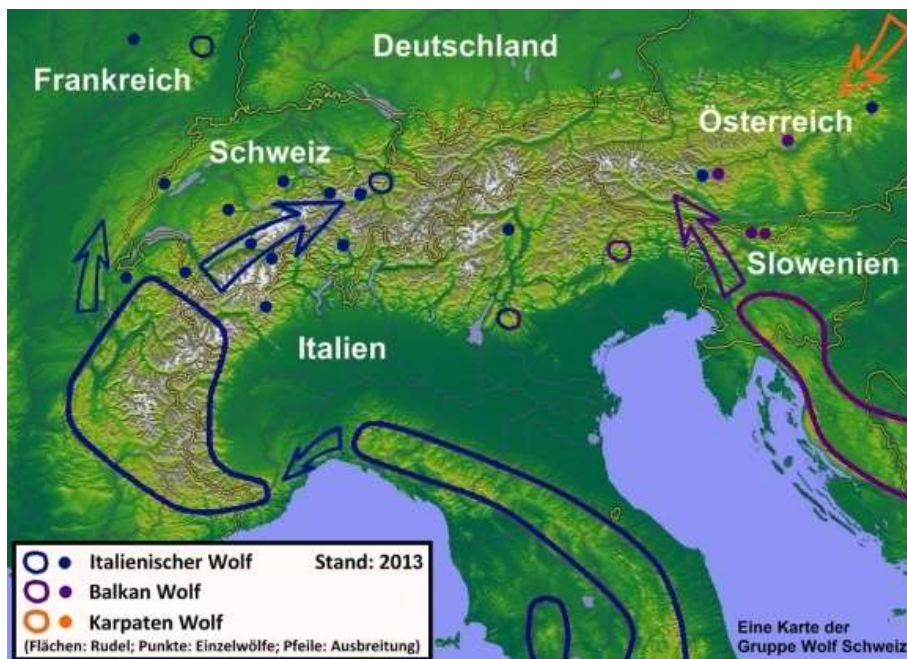 Deutschland
Frankreich
Österreich
Schweiz
Slowenien
Italien
Italienischer Wolf Stand: 2013
Balkan Wolf
Karpaten Wolf
(Flächen: Rudel; Punkte: Einzelwölfe; Pfeile: Ausbreitung)
Eine Karte der
Gruppe Wolf Schweiz